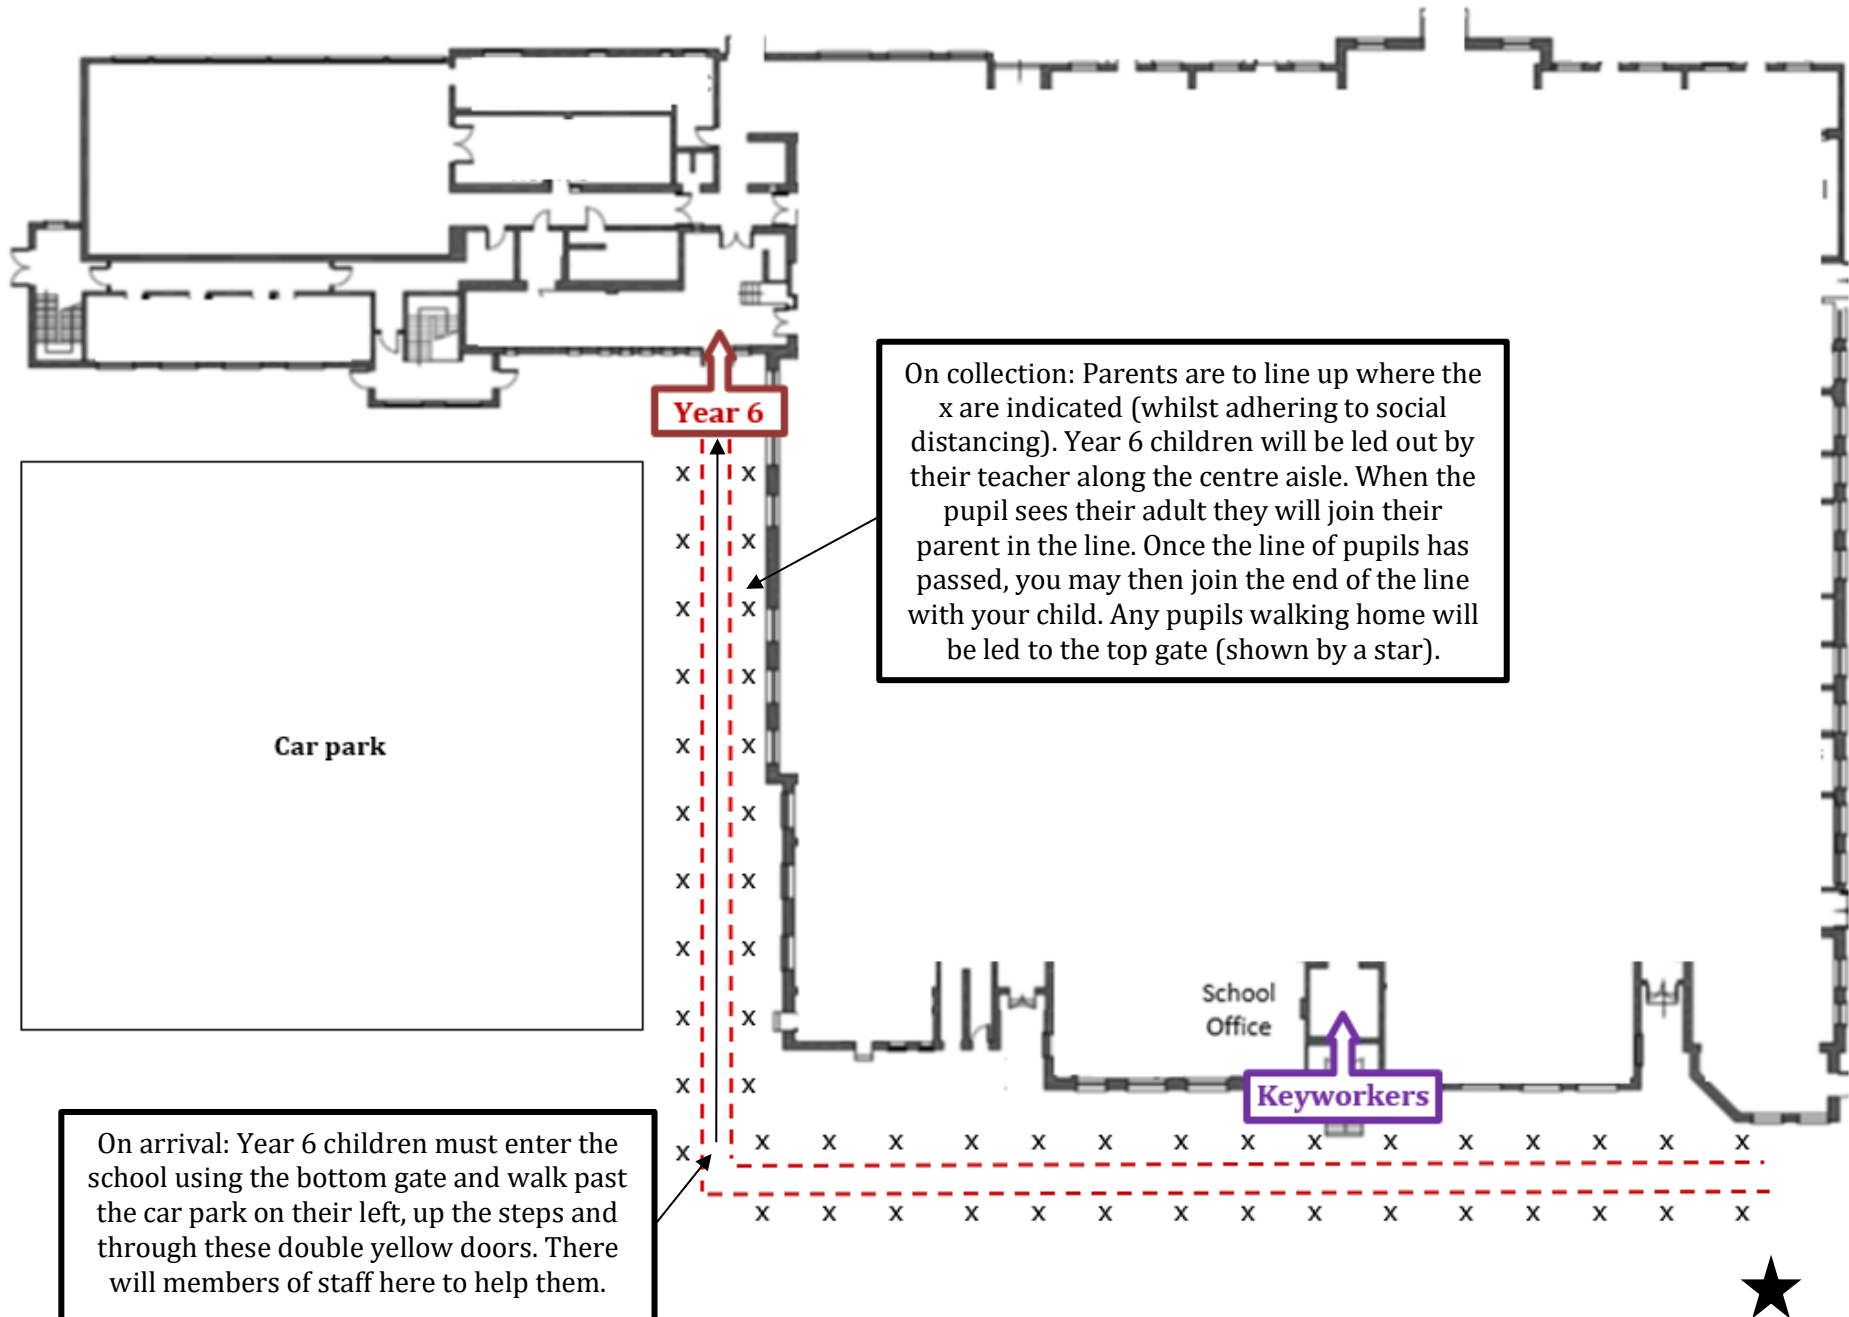 On collection: Parents are to line up where the
x are indicated (whilst adhering to social
distancing). Year 6 children will be led out by
their teacher along the centre aisle. When the
pupil sees their adult they will join their
parent in the line. Once the line of pupils has
passed, you may then join the end of the line
with your child. Any pupils walking home will
be led to the top gate (shown by a star).
Year 6
x x
x x
x x
x x
Car park
x x
x x
x x
x x
School
Office
x x
x x
Keyworkers
x
x x x x x x x x x x x x x x
x x x x x x x x x x x x x x
On arrival: Year 6 children must enter the
school using the bottom gate and walk past
the car park on their left, up the steps and
through these double yellow doors. There
will members of staff here to help them.